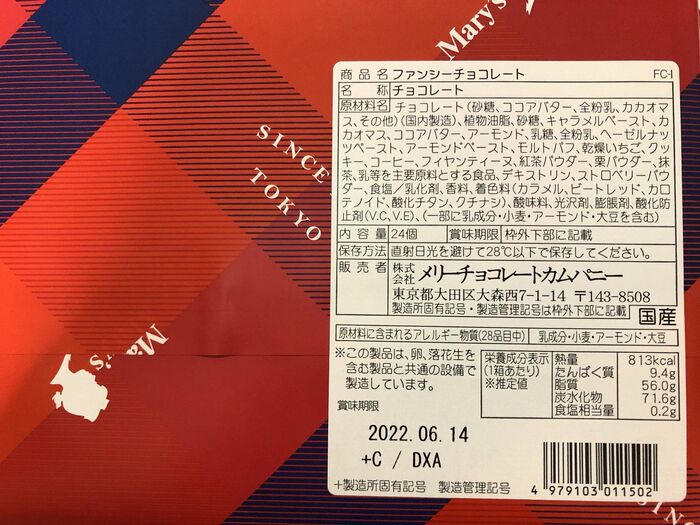 Mary's
SINCE
TOKYO
Mary's
商品名 ファンシーチョコレート FC-I
名称 チョコレート
原材料名 チョコレート(砂糖、ココアバター、全粉乳、カカオマ
ス、その他)(国内製造)、植物油脂、砂糖、キャラメルペースト、カ
カオマス、ココアバター、アーモンド、乳糖、全粉乳、ヘーゼルナッ
ツペースト、アーモンドペースト、モルトパフ、乾燥いちご、クッ
キー、コーヒー、フィヤンティーヌ、紅茶パウダー、栗パウダー、抹
茶、乳等を主要原料とする食品、デキストリン、ストロベリーパウダ
ー、食塩/乳化剤、香料、着色料(カラメル、ビートレッド、カロ
テノイド、酸化チタン、クチナシ)、酸味料、光沢剤、膨脹剤、酸化防
止剤(V.C、V.E)、(一部に乳成分・小麦・アーモンド・大豆を含む)
内容量 24個 賞味期限 枠外下部に記載
保存方法 直射日光を避けて28℃以下で保存してください。
販売者 株式会社 メリーチョコレートカムパニー
東京都大田区大森西7-1-14 〒143-8508
製造所固有記号・製造管理記号は枠外下部に記載 国産
原材料に含まれるアレルギー物質(28品目中) 乳成分・小麦・アーモンド・大豆
※この製品は、卵、落花生を
含む製品と共通の設備で
製造しています。
栄養成分表示
(1箱あたり)
※推定値
熱量 813kcal
たんぱく質 9.4g
脂質 56.0g
炭水化物 71.6g
食塩相当量 0.2g
賞味期限
2022.06.14
+C / DXA
+製造所固有記号 製造管理記号
4 979103 011502
SIN